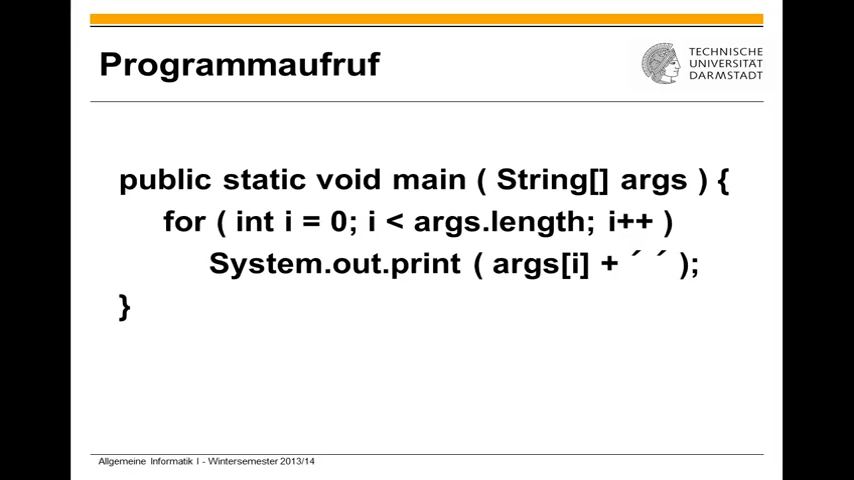 Programmaufruf
TECHNISCHE
UNIVERSITÄT
DARMSTADT
public static void main ( String[] args ) {
for ( int i = 0; i < args.length; i++ )
System.out.print ( args[i] + ´ ´ );
}
Allgemeine Informatik I - Wintersemester 2013/14